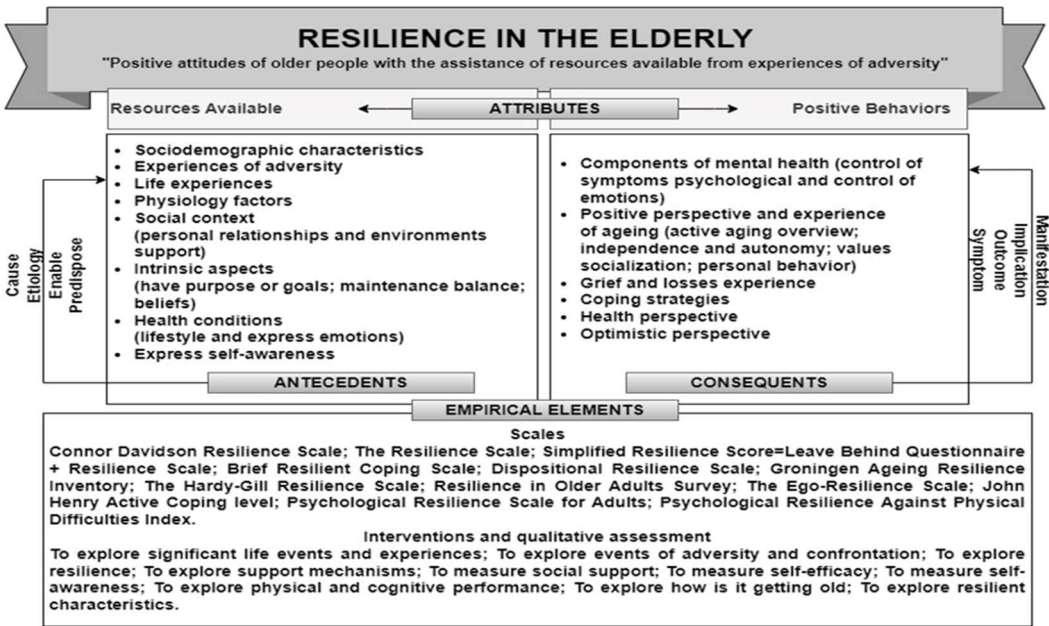 RESILIENCE IN THE ELDERLY
"Positive attitudes of older people with the assistance of resources available from experiences of adversity"
Resources Available
ATTRIBUTES
Positive Behaviors
• Sociodemographic characteristics
• Experiences of adversity
• Life experiences
• Physiology factors
• Social context
(personal relationships and environments
support)
• Intrinsic aspects
(have purpose or goals; maintenance balance;
beliefs)
• Health conditions
(lifestyle and express emotions)
• Express self-awareness
Cause
Etiology
Enable
Predispose
ANTECEDENTS
• Components of mental health (control of
symptoms psychological and control of
emotions)
• Positive perspective and experience
of ageing (active aging overview;
independence and autonomy; values
socialization; personal behavior)
• Grief and losses experience
• Coping strategies
• Health perspective
• Optimistic perspective
Manifestation
Implication
Outcome
Symptom
CONSEQUENTS
EMPIRICAL ELEMENTS
Scales
Connor Davidson Resilience Scale; The Resilience Scale; Simplified Resilience Score=Leave Behind Questionnaire
+ Resilience Scale; Brief Resilient Coping Scale; Dispositional Resilience Scale; Groningen Ageing Resilience
Inventory; The Hardy-Gill Resilience Scale; Resilience in Older Adults Survey; The Ego-Resilience Scale; John
Henry Active Coping level; Psychological Resilience Scale for Adults; Psychological Resilience Against Physical
Difficulties Index.
Interventions and qualitative assessment
To explore significant life events and experiences; To explore events of adversity and confrontation; To explore
resilience; To explore support mechanisms; To measure social support; To measure self-efficacy; To measure self-
awareness; To explore physical and cognitive performance; To explore how is it getting old; To explore resilient
characteristics.